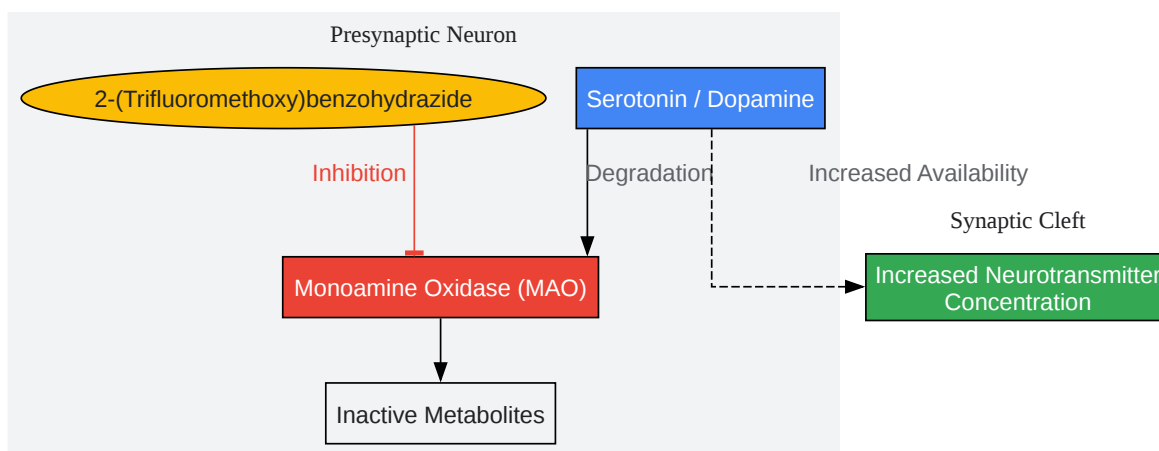 Presynaptic Neuron
2-(Trifluoromethoxy)benzohydrazide
Serotonin / Dopamine
Inhibition
Degradation
Increased Availability
Synaptic Cleft
Monoamine Oxidase (MAO)
Increased Neurotransmitter
Concentration
Inactive Metabolites